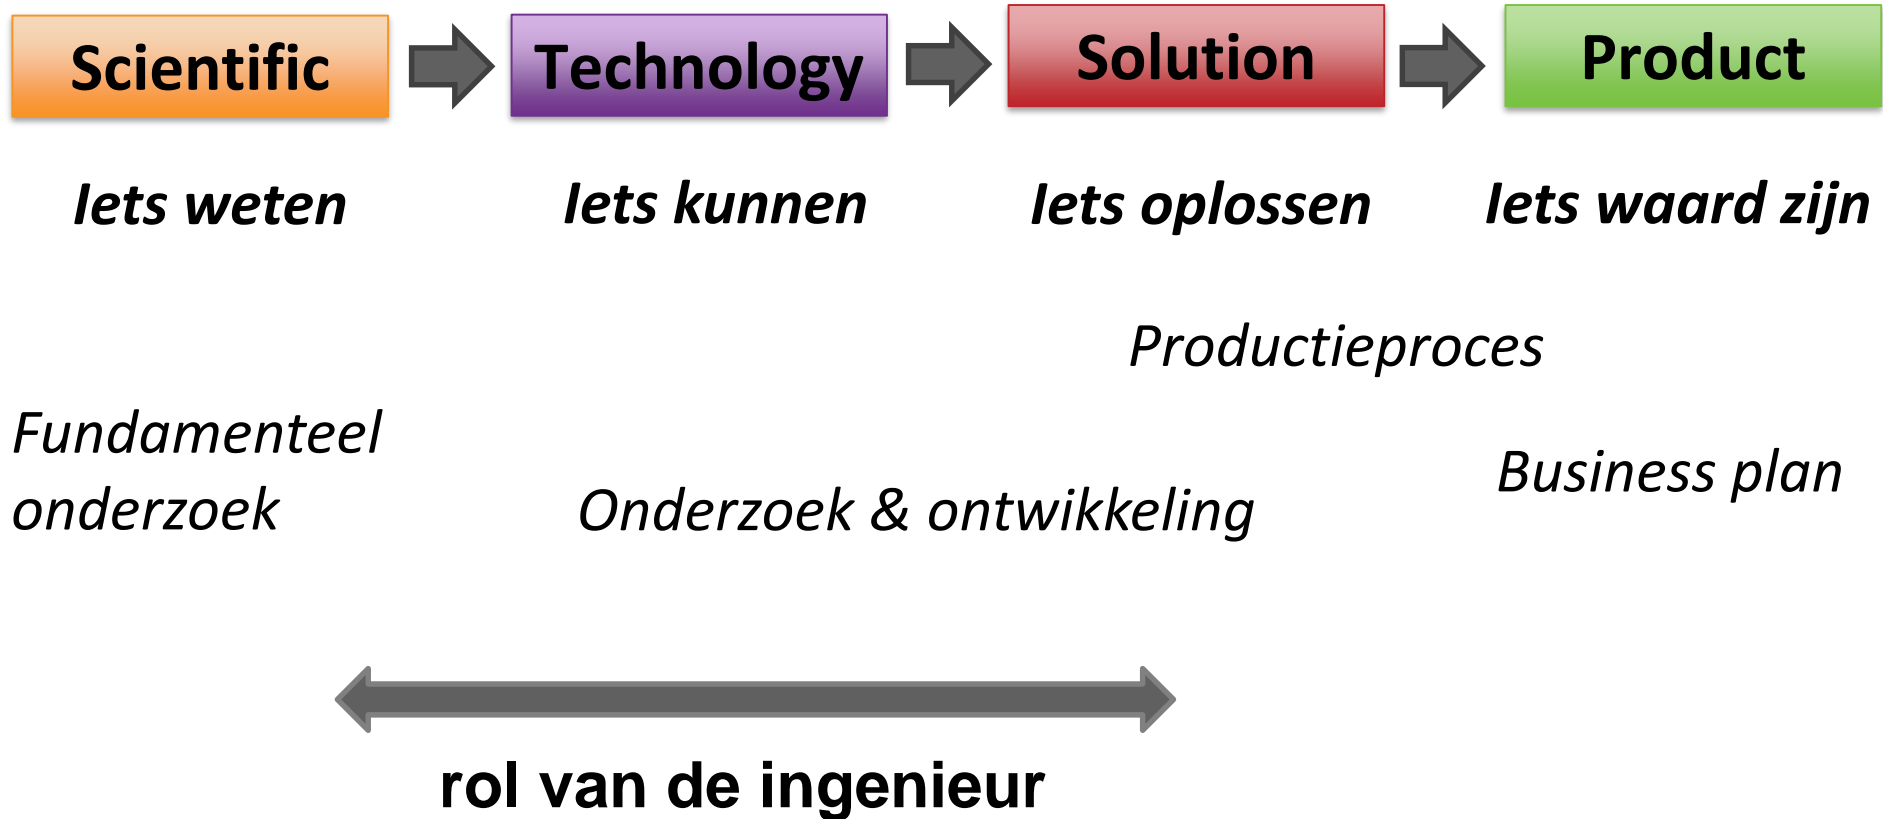 Scientific
Technology
Solution
Product
Iets weten
Iets kunnen
Iets oplossen
Iets waard zijn
Productieproces
Fundamenteel
onderzoek
Business plan
Onderzoek & ontwikkeling
rol van de ingenieur